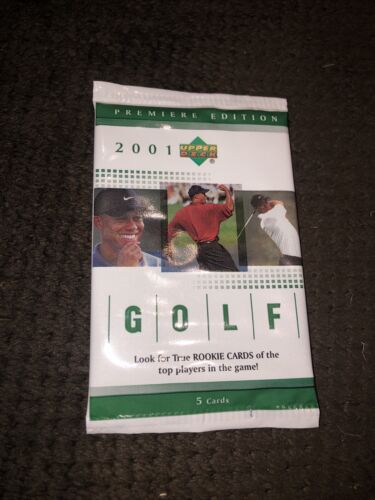 PREMIERE EDITION
2001 UPPER DECK ®
GOLF
Look for True ROOKIE CARDS of the
top players in the game!
5 Cards